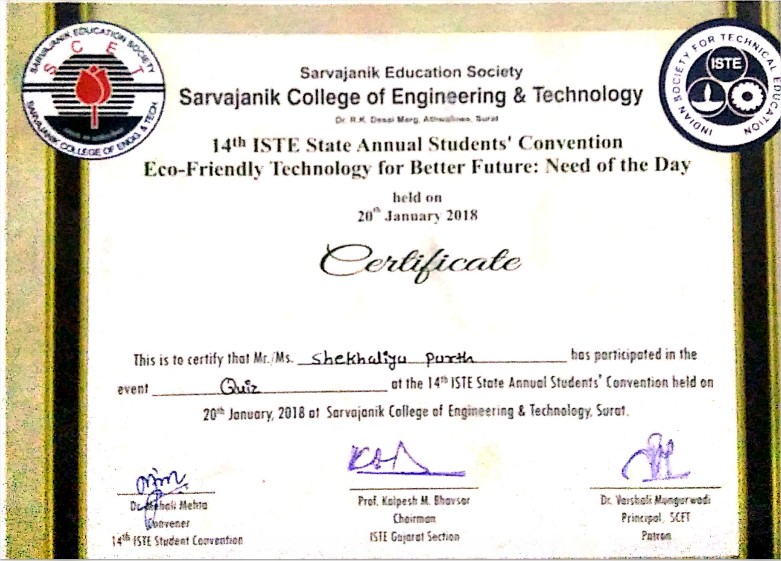 SARVAJANIK EDUCATION SOCIETY
S C E T
SARVAJANIK COLLEGE OF ENGG. & TECH
INDIAN SOCIETY FOR TECHNICAL EDUCATION
ISTE
Sarvajanik Education Society
Sarvajanik College of Engineering & Technology
Dr. R.K. Desai Marg, Athwalines, Surat
14th ISTE State Annual Students' Convention
Eco-Friendly Technology for Better Future: Need of the Day
held on
20th January 2018
Certificate
This is to certify that Mr./Ms. Shekhaliya Parth has participated in the
event Quiz at the 14th ISTE State Annual Students' Convention held on
20th January, 2018 at Sarvajanik College of Engineering & Technology, Surat.
Dr. Mehali Mehta
Convener
14th ISTE Student Convention
Prof. Kalpesh M. Bhavsar
Chairman
ISTE Gujarat Section
Dr. Vaishali Mungurwadi
Principal, SCET
Patron